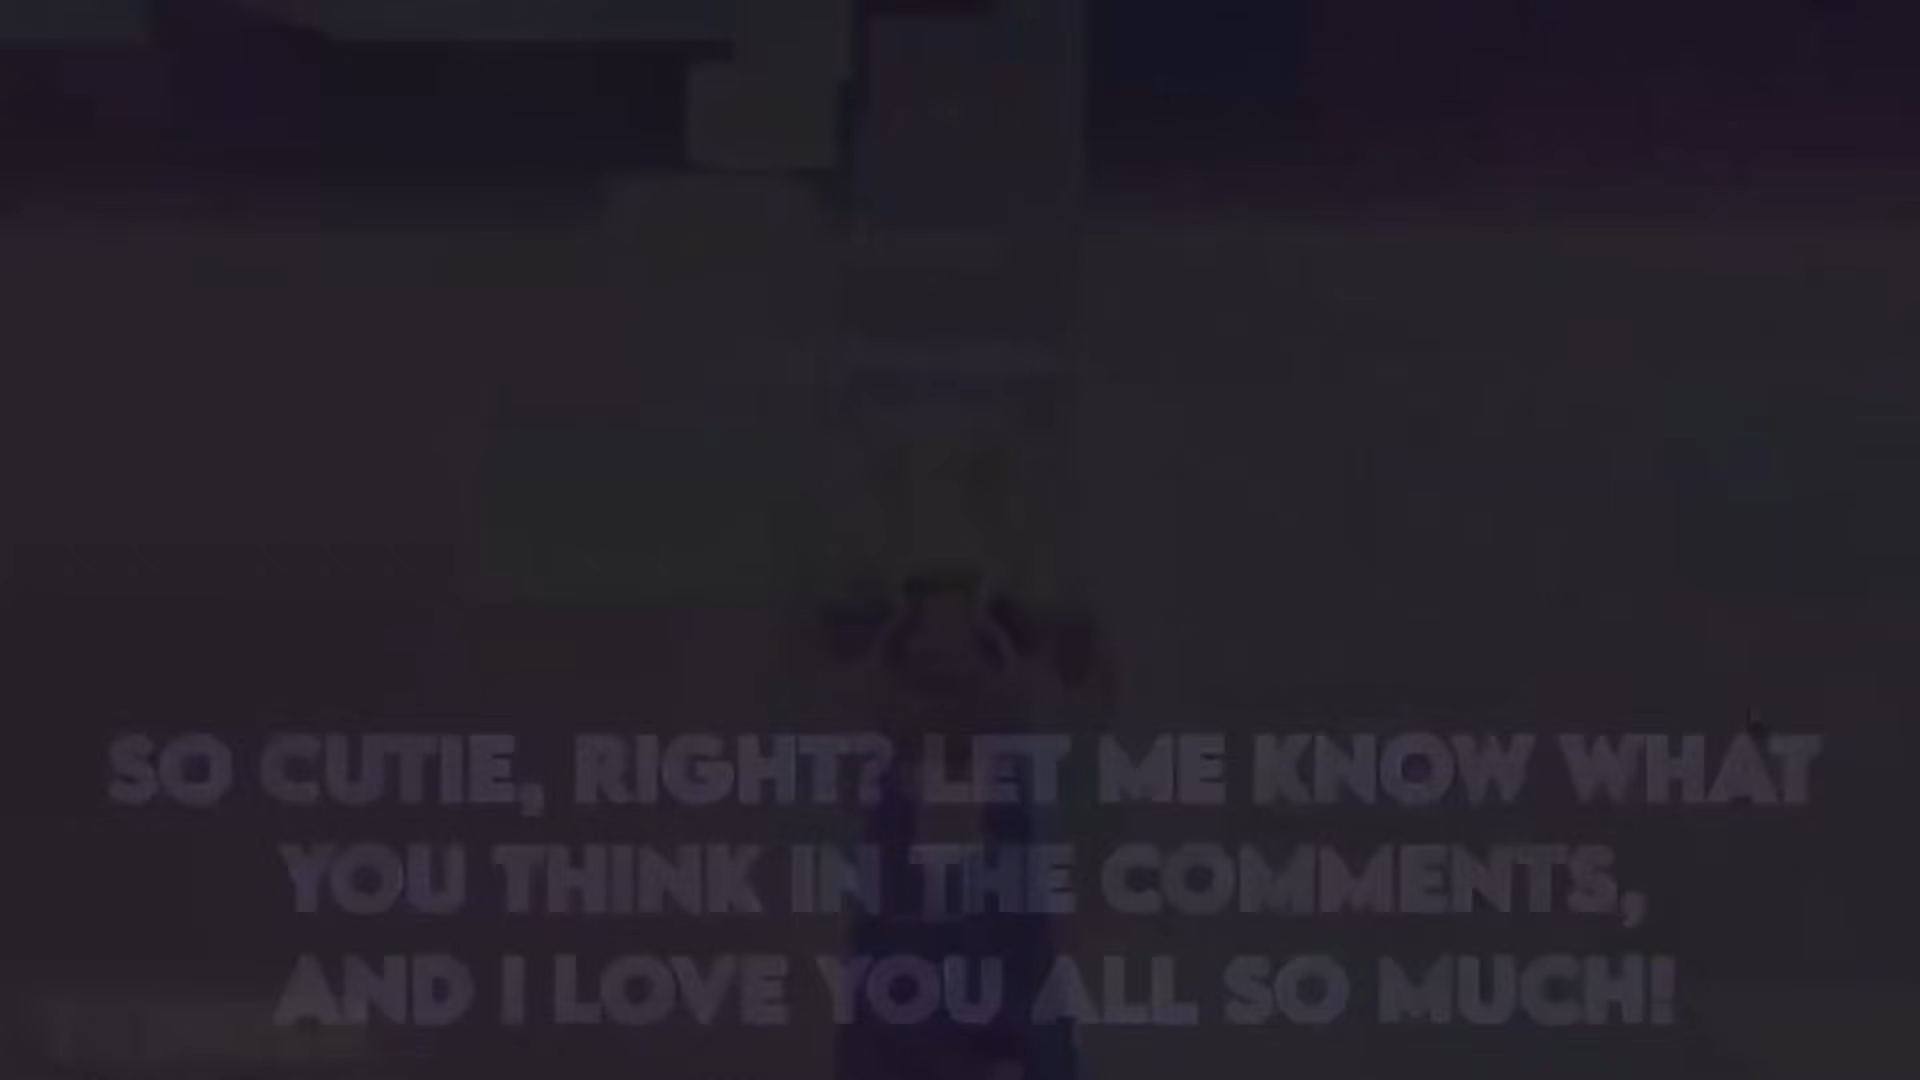 SO CUTIE, RIGHT? LET ME KNOW WHAT
YOU THINK IN THE COMMENTS,
AND I LOVE YOU ALL SO MUCH!